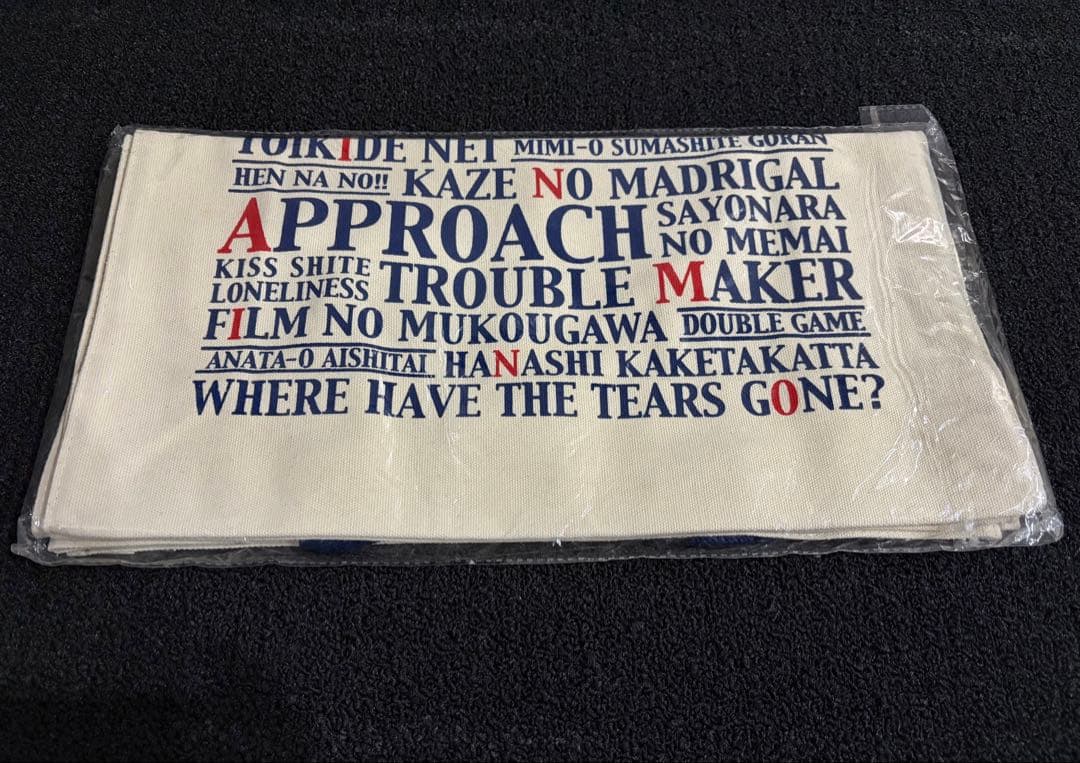 TOIKIDE NET MIMI-O SUMASHITE GORAN
HEN NA NO!! KAZE NO MADRIGAL
APPROACH SAYONARA NO MEMAI
KISS SHITE LONELINESS TROUBLE MAKER
FILM NO MUKOUGAWA DOUBLE GAME
ANATA-O AISHITAI HANASHI KAKETAKATTA
WHERE HAVE THE TEARS GONE?